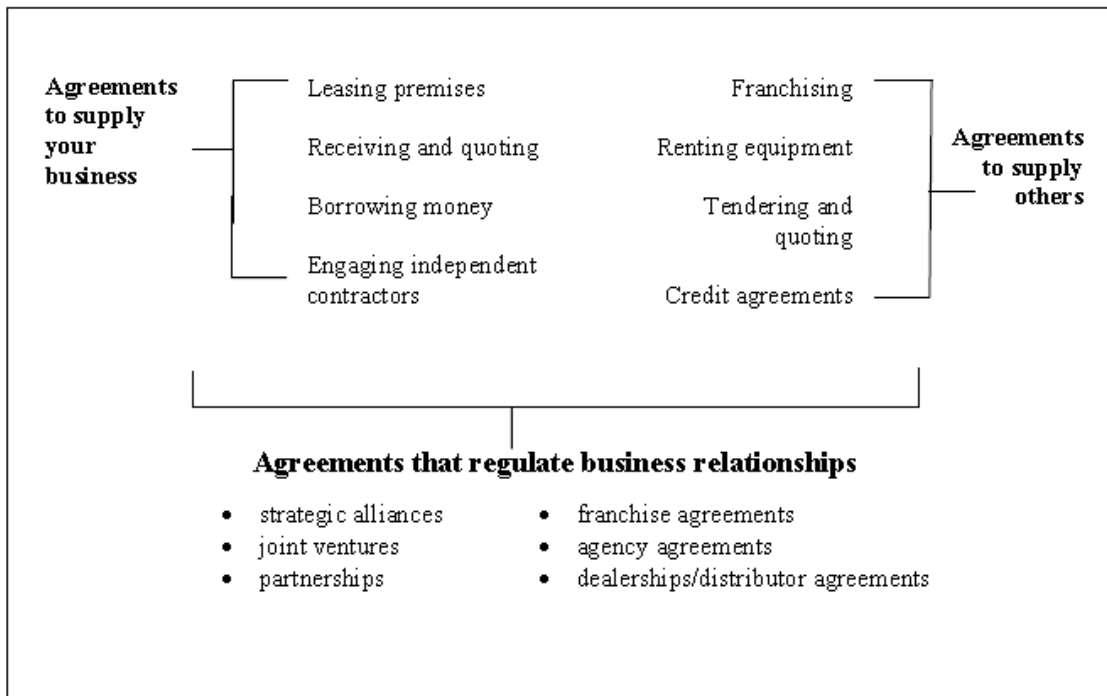 Agreements
to supply
your
business
Leasing premises
Receiving and quoting
Borrowing money
Engaging independent
contractors
Franchising
Renting equipment
Tendering and
quoting
Credit agreements
Agreements
to supply
others
Agreements that regulate business relationships
• strategic alliances
• joint ventures
• partnerships
• franchise agreements
• agency agreements
• dealerships/distributor agreements